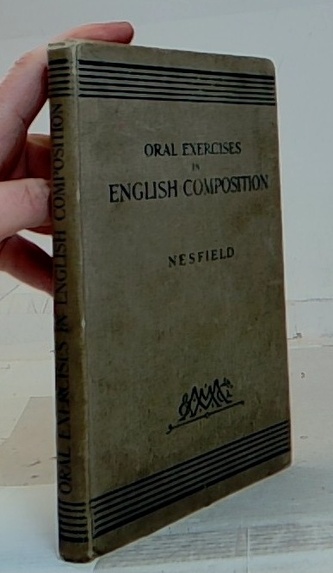 ORAL EXERCISES
IN
ENGLISH COMPOSITION
NESFIELD
ORAL EXERCISES IN ENGLISH COMPOSITION